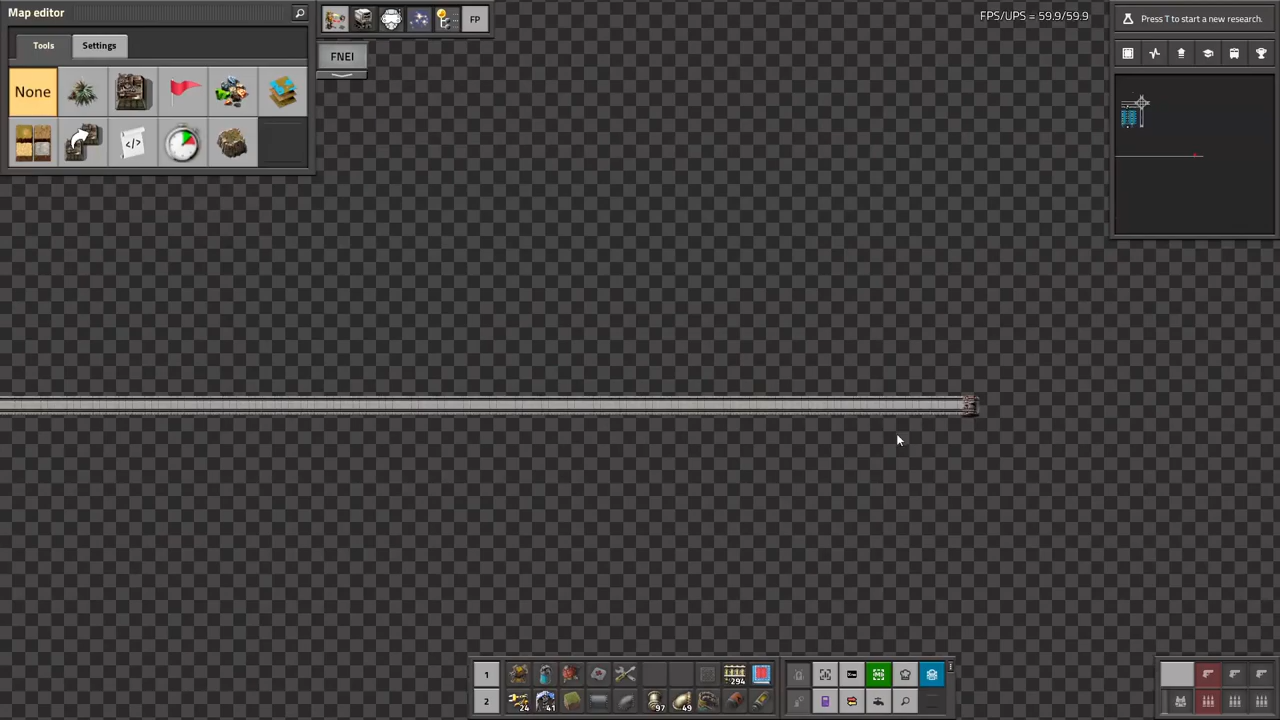 Map editor
FP
FPS/UPS = 59.9/59.9
Press T to start a new research.
Tools
Settings
FNEI
None
</>
1
294
2
24
41
97
49